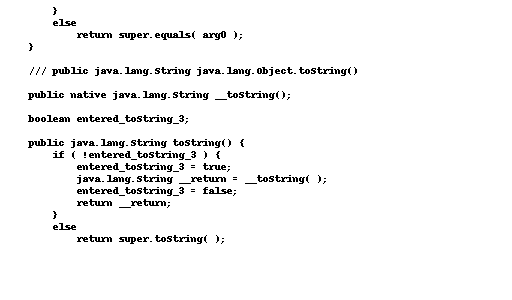 }
else
return super.equals( arg0 );
}
/// public java.lang.String java.lang.Object.toString()
public native java.lang.String __toString();
boolean entered_toString_3;
public java.lang.String toString() {
if ( !entered_toString_3 ) {
entered_toString_3 = true;
java.lang.String __return = __toString( );
entered_toString_3 = false;
return __return;
}
else
return super.toString( );